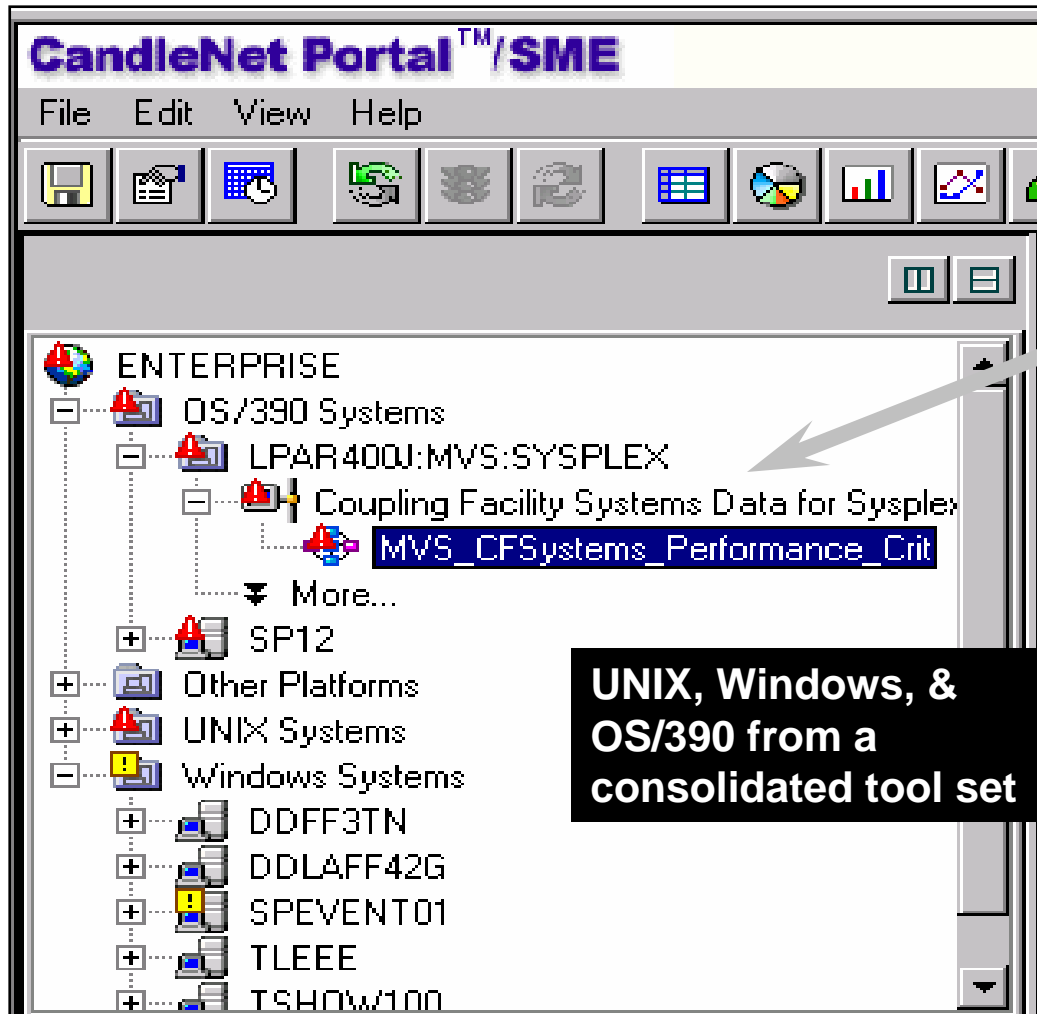 CandleNet Portal™/SME
File Edit View Help
ENTERPRISE
OS/390 Systems
LPAR400J:MVS:SYSPLEX
Coupling Facility Systems Data for Sysplex
MVS_CFSystems_Performance_Crit
More...
SP12
Other Platforms
UNIX Systems
Windows Systems
DDFF3TN
DDLAFF42G
SPEVENT01
TLEEE
TSHOW100
UNIX, Windows, &
OS/390 from a
consolidated tool set